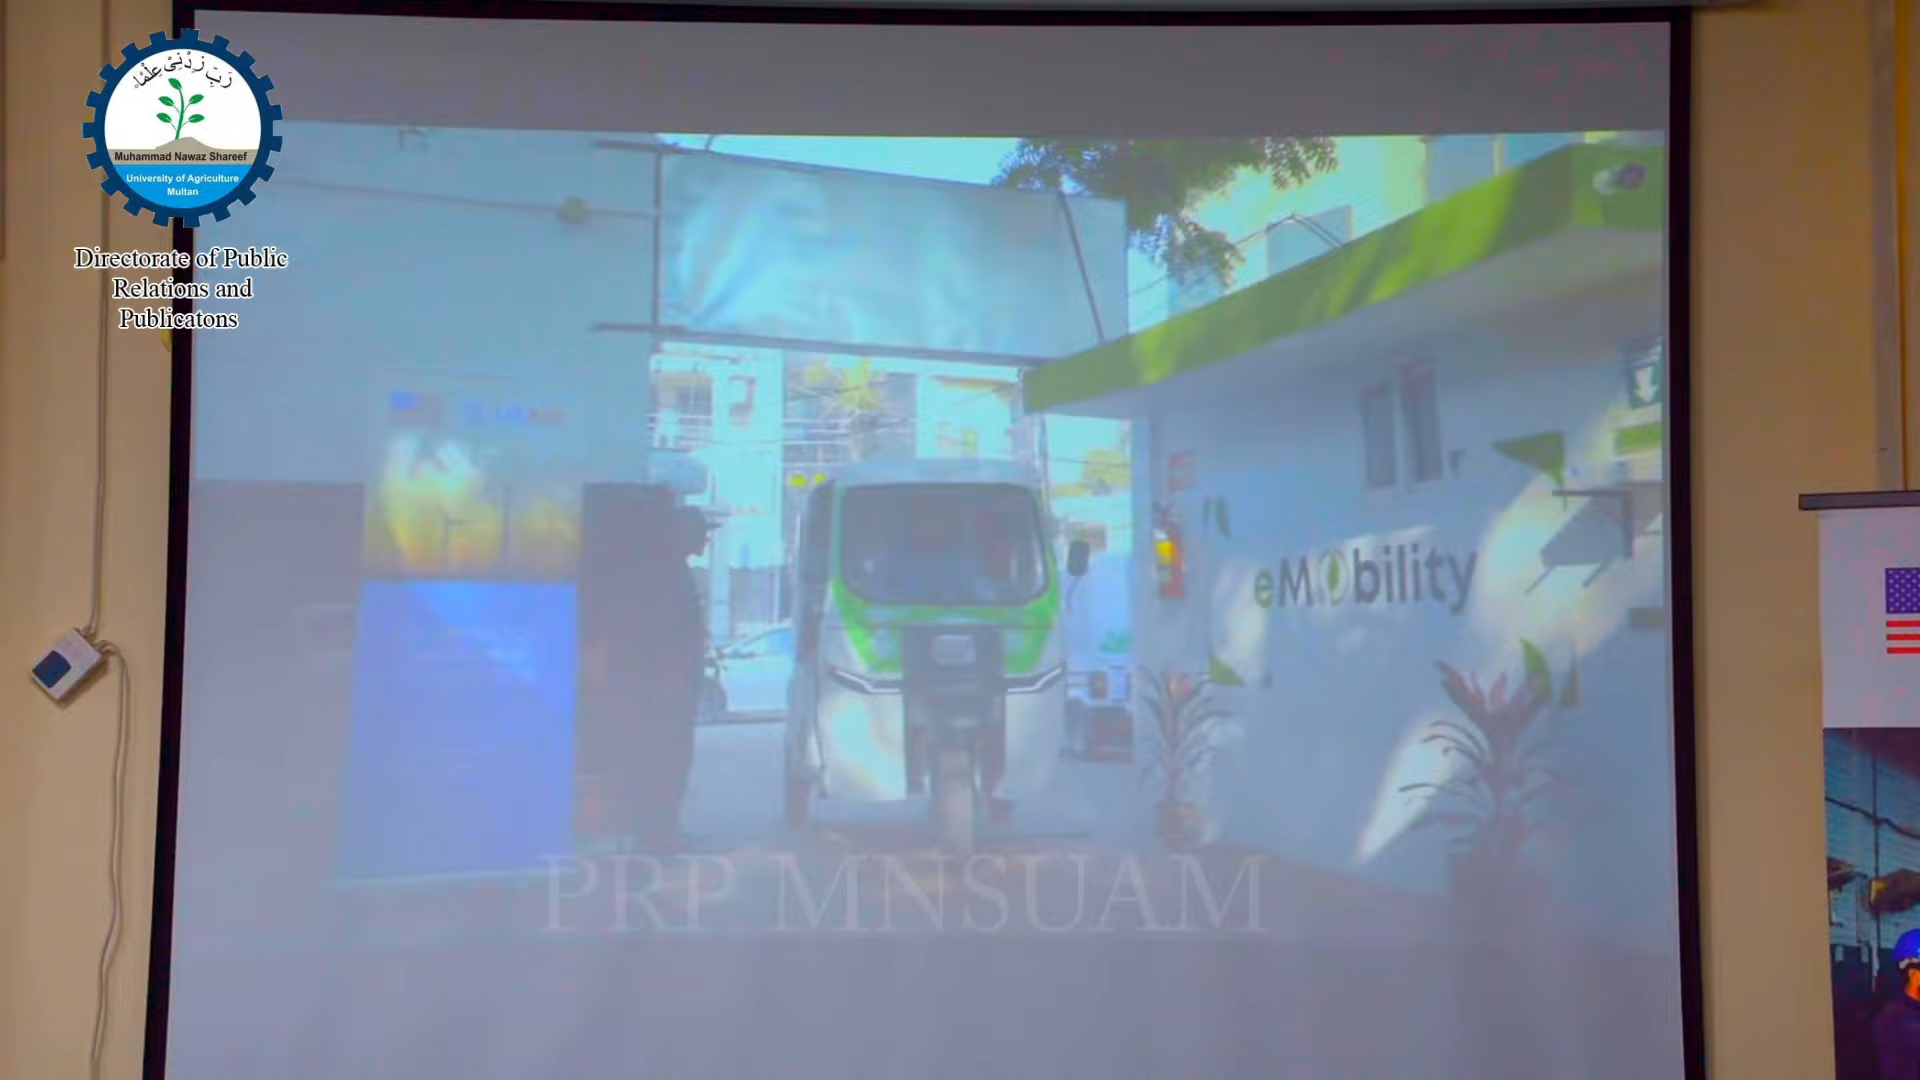 رَبِّ زِدْنِیْ عِلْمًا
Muhammad Nawaz Shareef
University of Agriculture
Multan
Directorate of Public
Relations and
Publicatons
eMObility
PRP MNSUAM